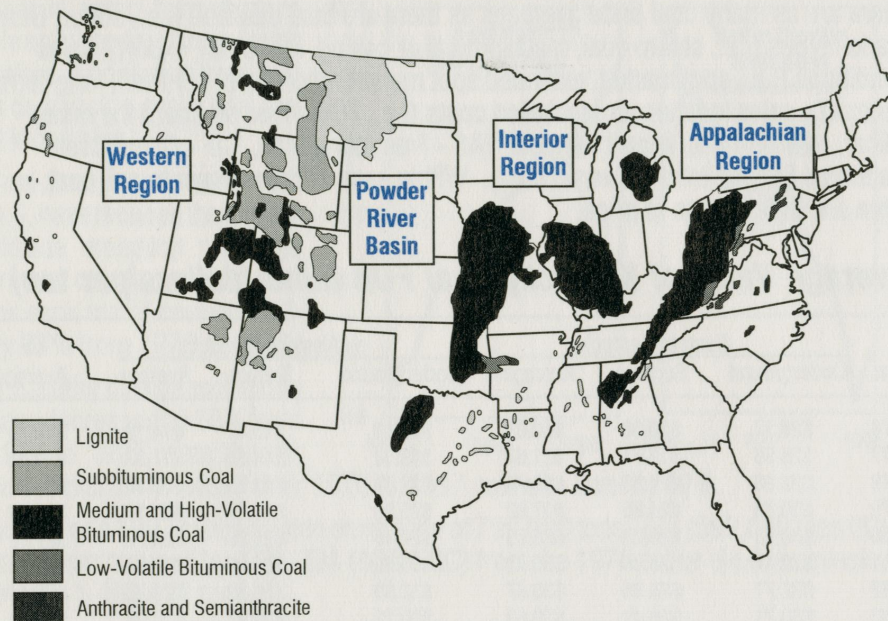 Western
Region
Powder
River
Basin
Interior
Region
Appalachian
Region
Lignite
Subbituminous Coal
Medium and High-Volatile
Bituminous Coal
Low-Volatile Bituminous Coal
Anthracite and Semianthracite